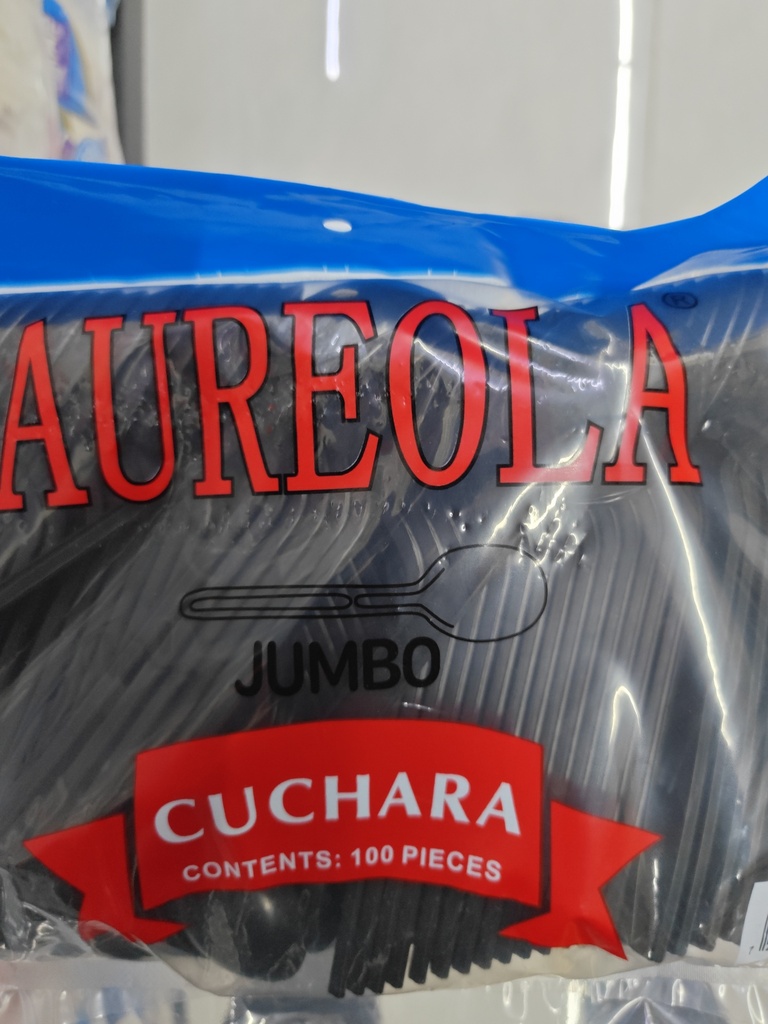 AUREOLA®
JUMBO
CUCHARA
CONTENTS: 100 PIECES